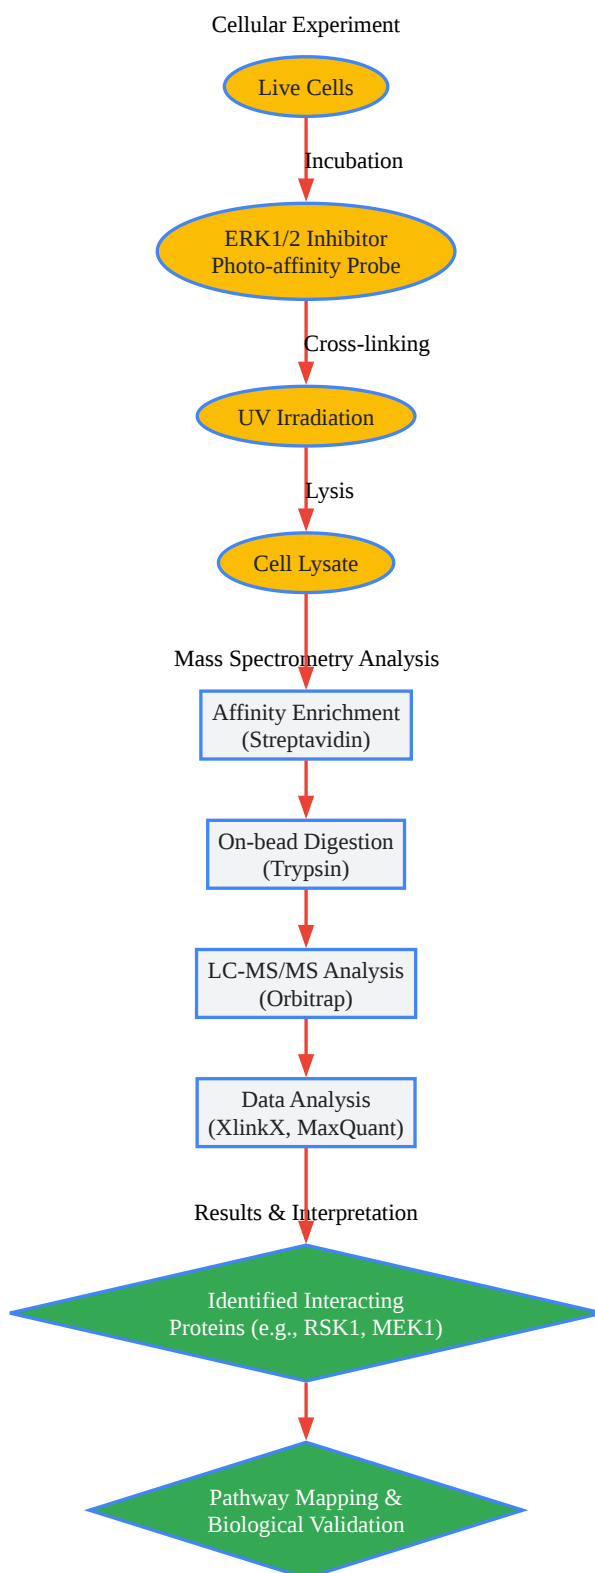 Cellular Experiment
Live Cells
Incubation
ERK1/2 Inhibitor
Photo-affinity Probe
Cross-linking
UV Irradiation
Lysis
Cell Lysate
Mass Spectrometry Analysis
Affinity Enrichment
(Streptavidin)
On-bead Digestion
(Trypsin)
LC-MS/MS Analysis
(Orbitrap)
Data Analysis
(XlinkX, MaxQuant)
Results & Interpretation
Identified Interacting
Proteins (e.g., RSK1, MEK1)
Pathway Mapping &
Biological Validation